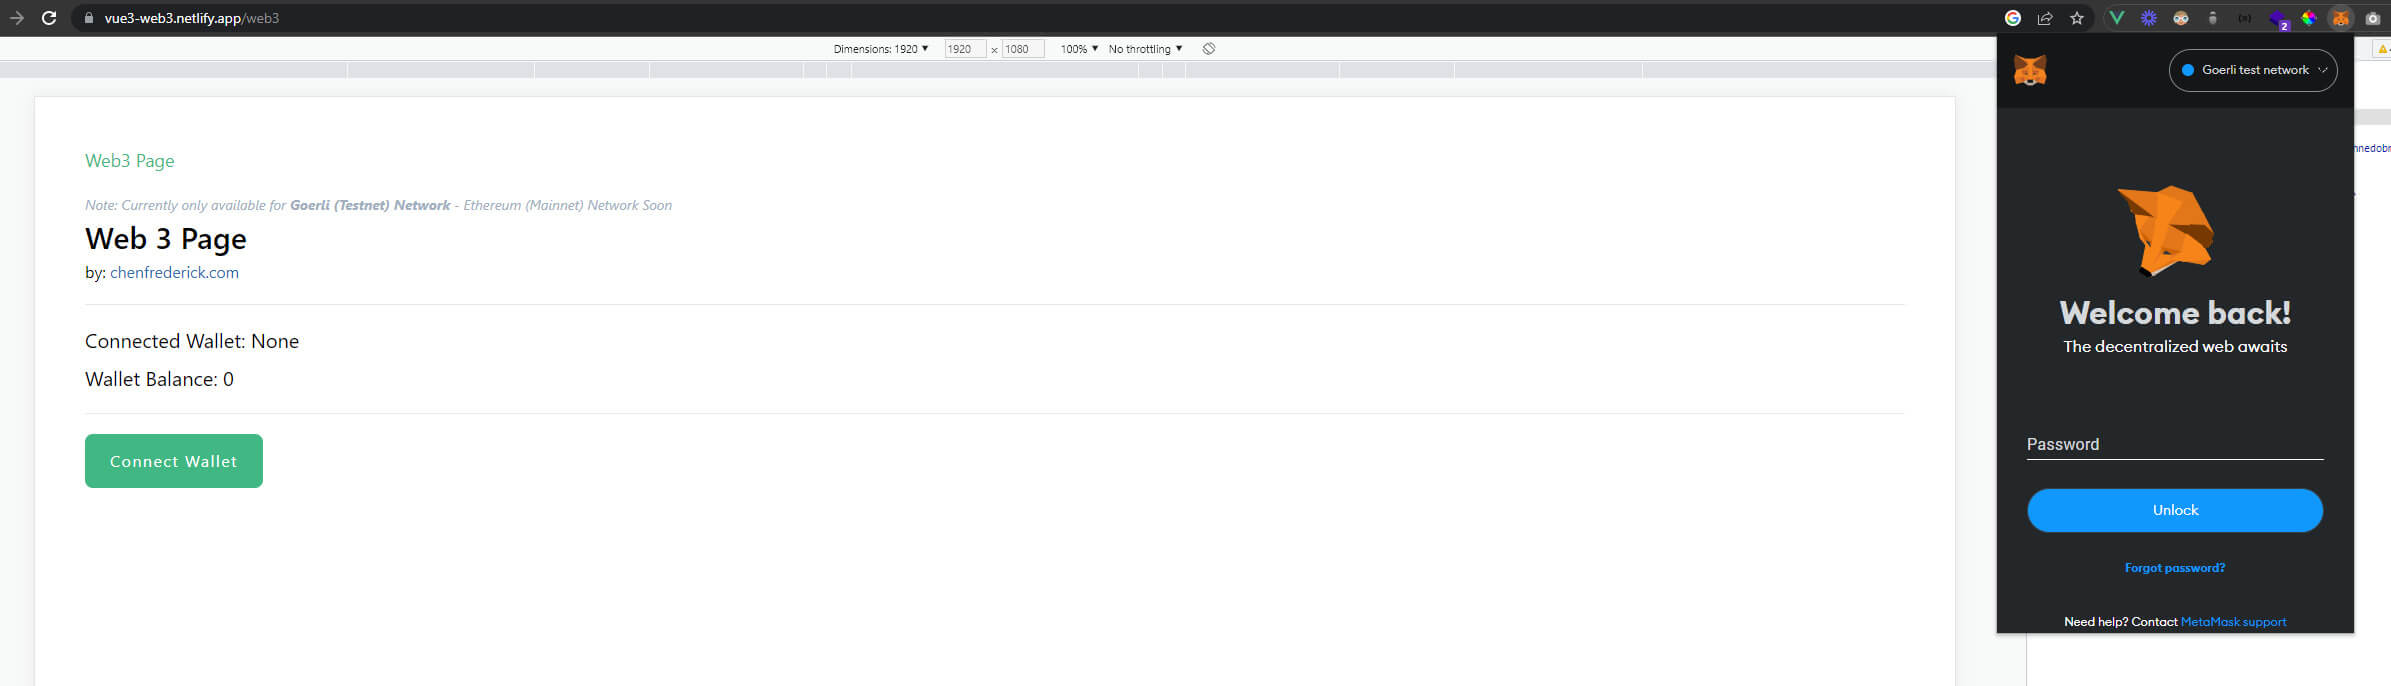 vue3-web3.netlify.app/web3
2
Dimensions: 1920 ▼ 1920 x 1080 100% ▼ No throttling ▼
Goerli test network
Web3 Page
Note: Currently only available for Goerli (Testnet) Network - Ethereum (Mainnet) Network Soon
Web 3 Page
by: chenfrederick.com
Connected Wallet: None
Wallet Balance: 0
Connect Wallet
Welcome back!
The decentralized web awaits
Password
Unlock
Forgot password?
Need help? Contact MetaMask support